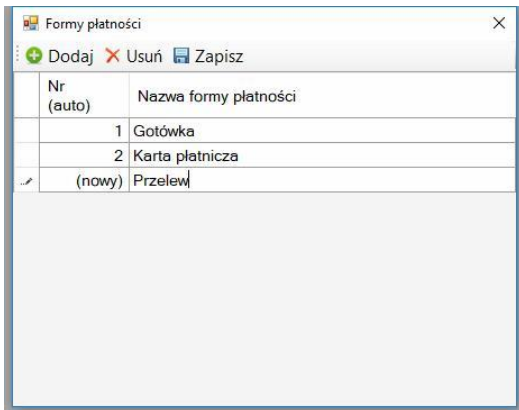 Formy płatności
Dodaj Usuń Zapisz
Nr
(auto) Nazwa formy płatności
1 Gotówka
2 Karta płatnicza
(nowy) Przelew